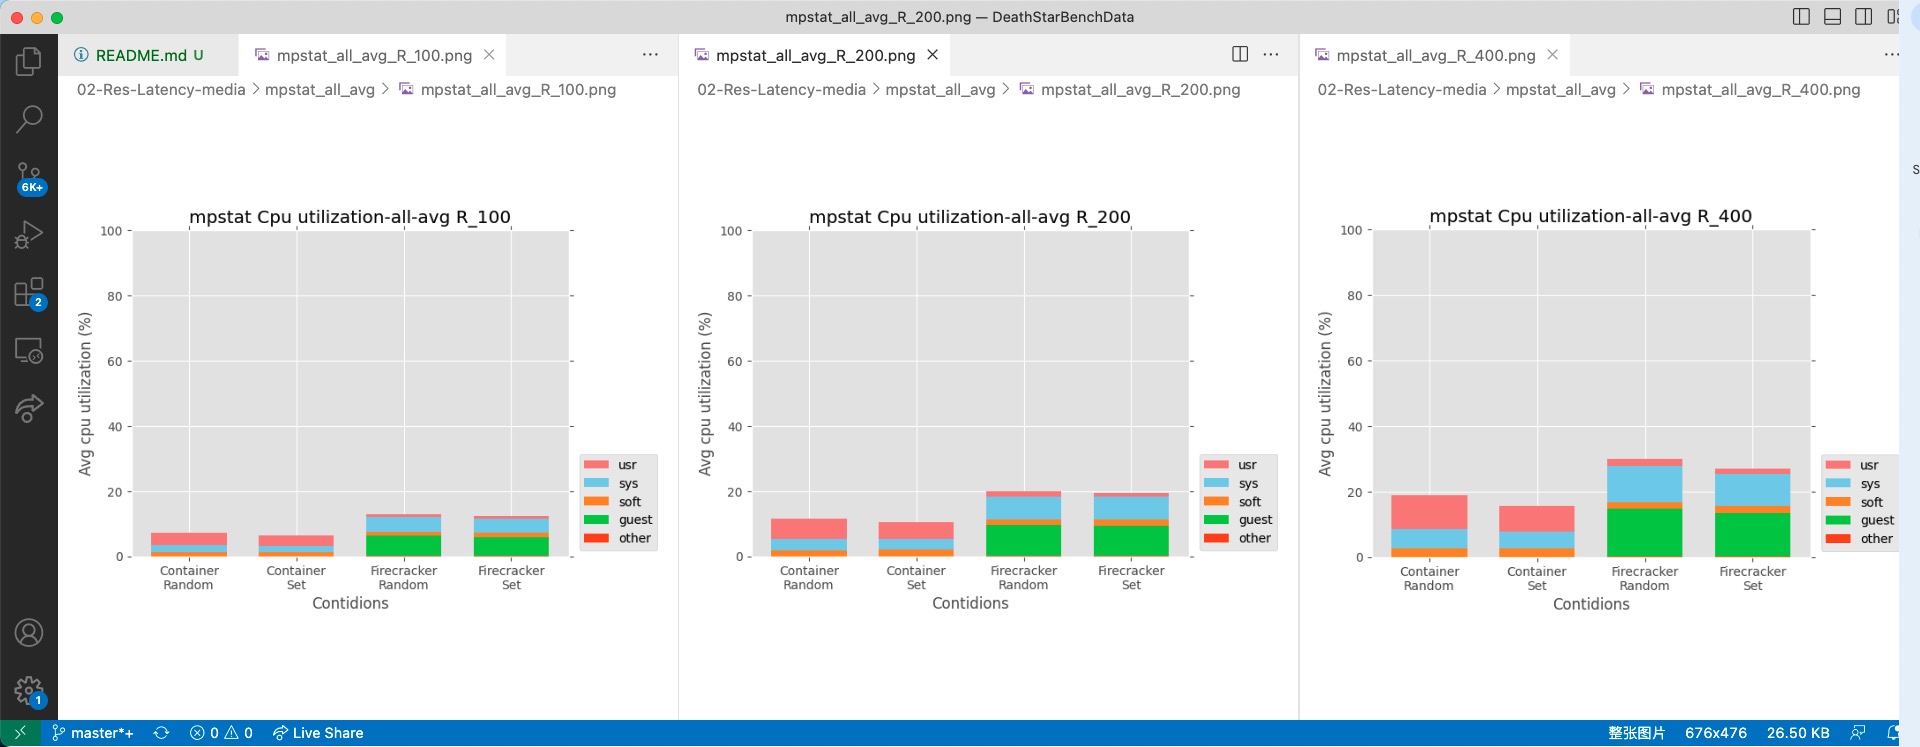 mpstat_all_avg_R_200.png — DeathStarBenchData
README.md U
mpstat_all_avg_R_100.png
mpstat_all_avg_R_200.png
mpstat_all_avg_R_400.png
02-Res-Latency-media > mpstat_all_avg > mpstat_all_avg_R_100.png
02-Res-Latency-media > mpstat_all_avg > mpstat_all_avg_R_200.png
02-Res-Latency-media > mpstat_all_avg > mpstat_all_avg_R_400.png
6K+
2
1
mpstat Cpu utilization-all-avg R_100
Avg cpu utilization (%)
100
80
60
40
20
0
Container Random
Container Set
Firecracker Random
Firecracker Set
Contidions
usr
sys
soft
guest
other
mpstat Cpu utilization-all-avg R_200
Avg cpu utilization (%)
100
80
60
40
20
0
Container Random
Container Set
Firecracker Random
Firecracker Set
Contidions
usr
sys
soft
guest
other
mpstat Cpu utilization-all-avg R_400
Avg cpu utilization (%)
100
80
60
40
20
0
Container Random
Container Set
Firecracker Random
Firecracker Set
Contidions
usr
sys
soft
guest
other
s
master*+
0
0
Live Share
整张图片
676x476
26.50 KB